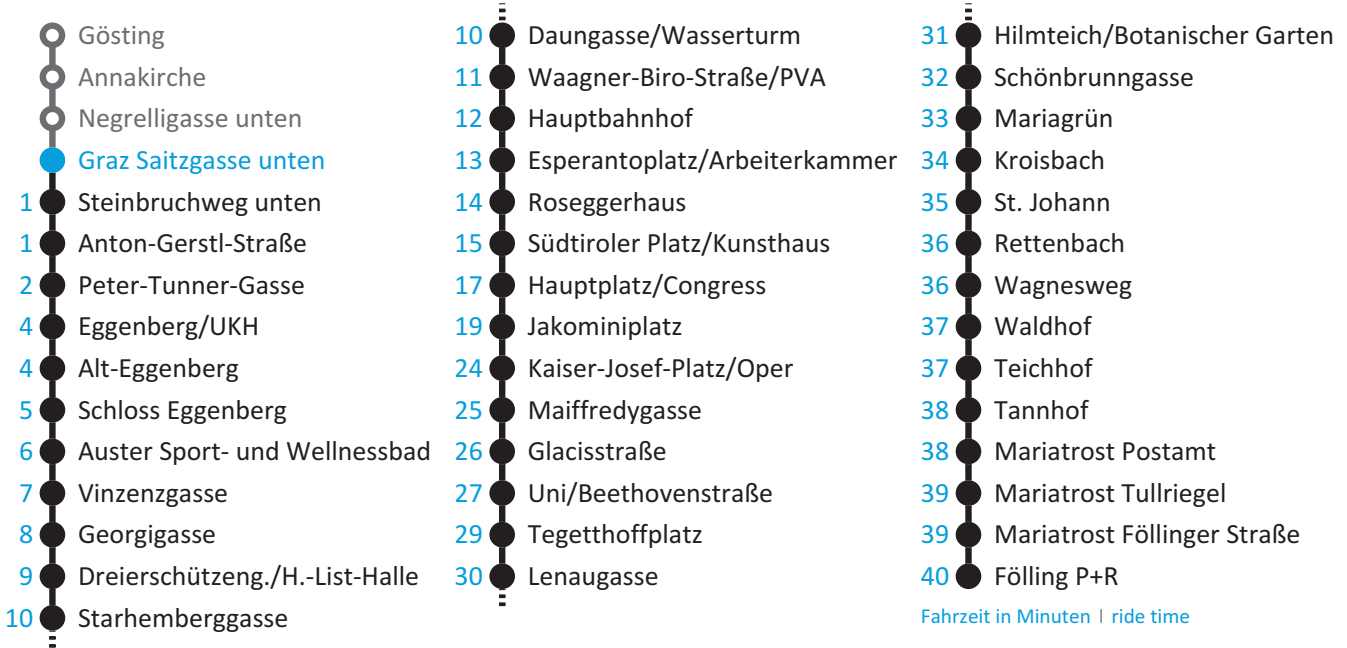 Gösting
Annakirche
Negrelligasse unten
Graz Saitzgasse unten
1 Steinbruchweg unten
1 Anton-Gerstl-Straße
2 Peter-Tunner-Gasse
4 Eggenberg/UKH
4 Alt-Eggenberg
5 Schloss Eggenberg
6 Auster Sport- und Wellnessbad
7 Vinzenzgasse
8 Georgigasse
9 Dreierschützeng./H.-List-Halle
10 Starhemberggasse
10 Daungasse/Wasserturm
11 Waagner-Biro-Straße/PVA
12 Hauptbahnhof
13 Esperantoplatz/Arbeiterkammer
14 Roseggerhaus
15 Südtiroler Platz/Kunsthaus
17 Hauptplatz/Congress
19 Jakominiplatz
24 Kaiser-Josef-Platz/Oper
25 Maiffredygasse
26 Glacisstraße
27 Uni/Beethovenstraße
29 Tegetthoffplatz
30 Lenaugasse
31 Hilmteich/Botanischer Garten
32 Schönbrunngasse
33 Mariagrün
34 Kroisbach
35 St. Johann
36 Rettenbach
36 Wagnesweg
37 Waldhof
37 Teichhof
38 Tannhof
38 Mariatrost Postamt
39 Mariatrost Tullriegel
39 Mariatrost Föllinger Straße
40 Fölling P+R
Fahrzeit in Minuten | ride time